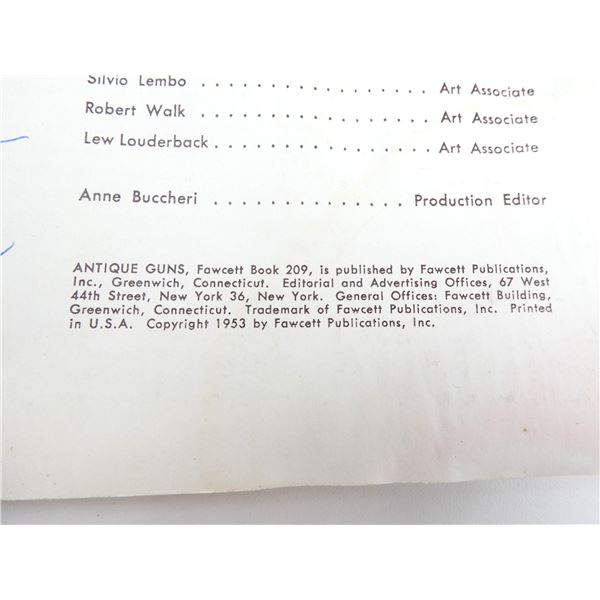 Silvio Lembo . . . . . . . . . . . . . . . . . . Art Associate
Robert Walk . . . . . . . . . . . . . . . . . . Art Associate
Lew Louderback . . . . . . . . . . . . . . . . . Art Associate
Anne Buccheri . . . . . . . . . . . . . . . Production Editor
ANTIQUE GUNS, Fawcett Book 209, is published by Fawcett Publications,
Inc., Greenwich, Connecticut. Editorial and Advertising Offices, 67 West
44th Street, New York 36, New York. General Offices: Fawcett Building,
Greenwich, Connecticut. Trademark of Fawcett Publications, Inc. Printed
in U.S.A. Copyright 1953 by Fawcett Publications, Inc.